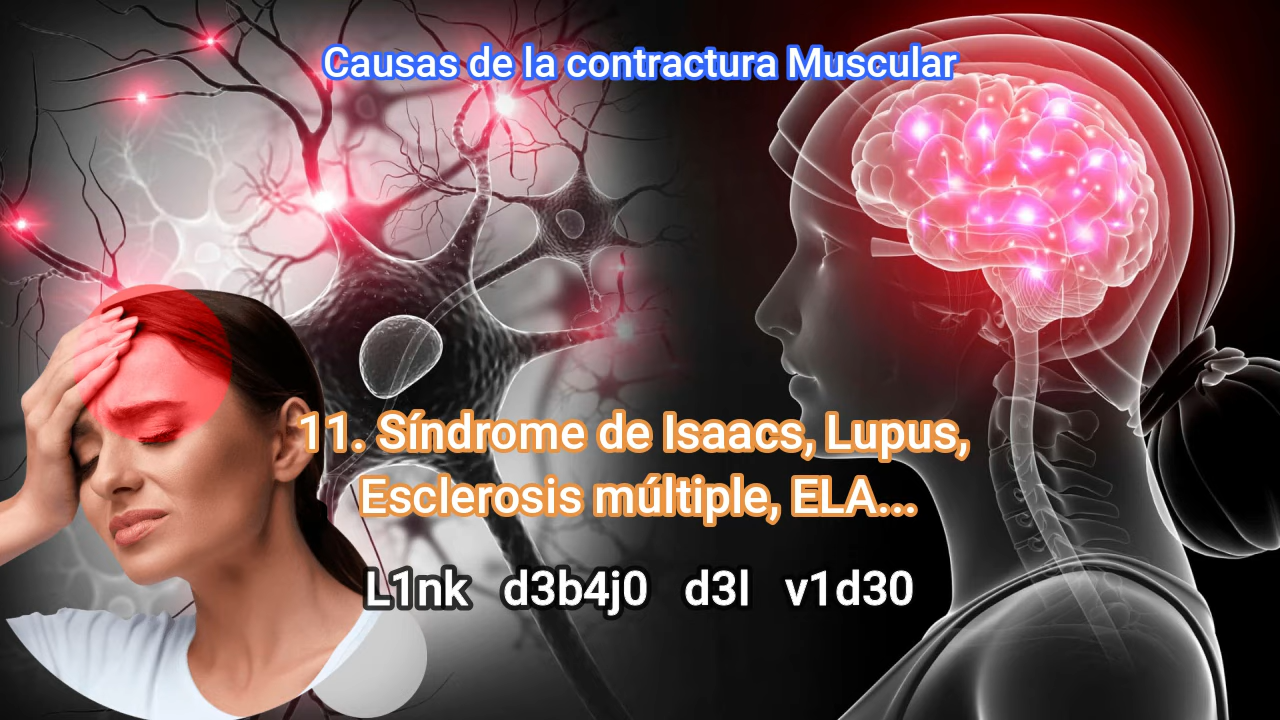 Causas de la contractura Muscular
11. Síndrome de Isaacs, Lupus,
Esclerosis múltiple, ELA...
L1nk d3b4j0 d3l v1d30